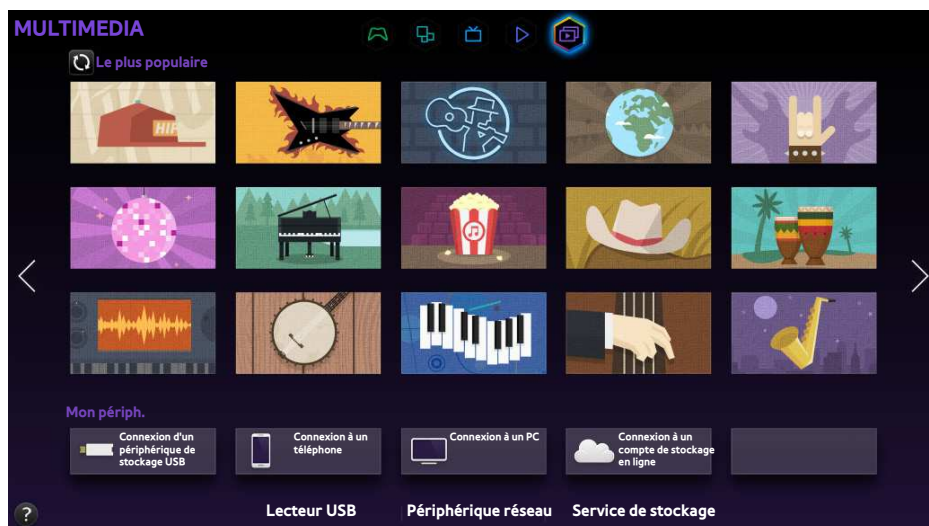 MULTIMEDIA
Le plus populaire
HIP
Mon périph.
Connexion d'un
périphérique de
stockage USB
Connexion à un
téléphone
Connexion à un PC
Connexion à un
compte de stockage
en ligne
?
Lecteur USB
Périphérique réseau
Service de stockage